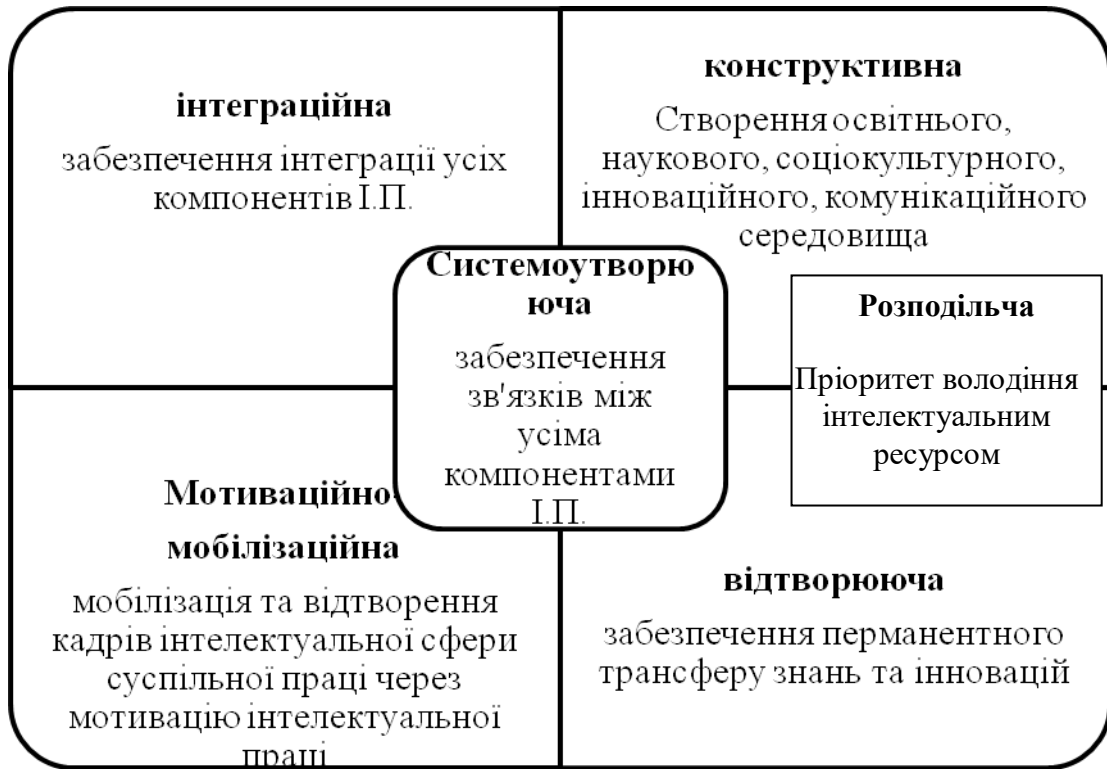 інтеграційна
забезпечення інтеграції усіх
компонентів І.П.
конструктивна
Створення освітнього,
наукового, соціокультурного,
інноваційного, комунікаційного
середовища
Системоутворю
юча
забезпечення
зв'язків між
усіма
компонентами
І.П.
Розподільча
Пріоритет володіння
інтелектуальним
ресурсом
Мотиваційно-
мобілізаційна
мобілізація та відтворення
кадрів інтелектуальної сфери
суспільної праці через
мотивацію інтелектуальної
праці
відтворююча
забезпечення перманентного
трансферу знань та інновацій